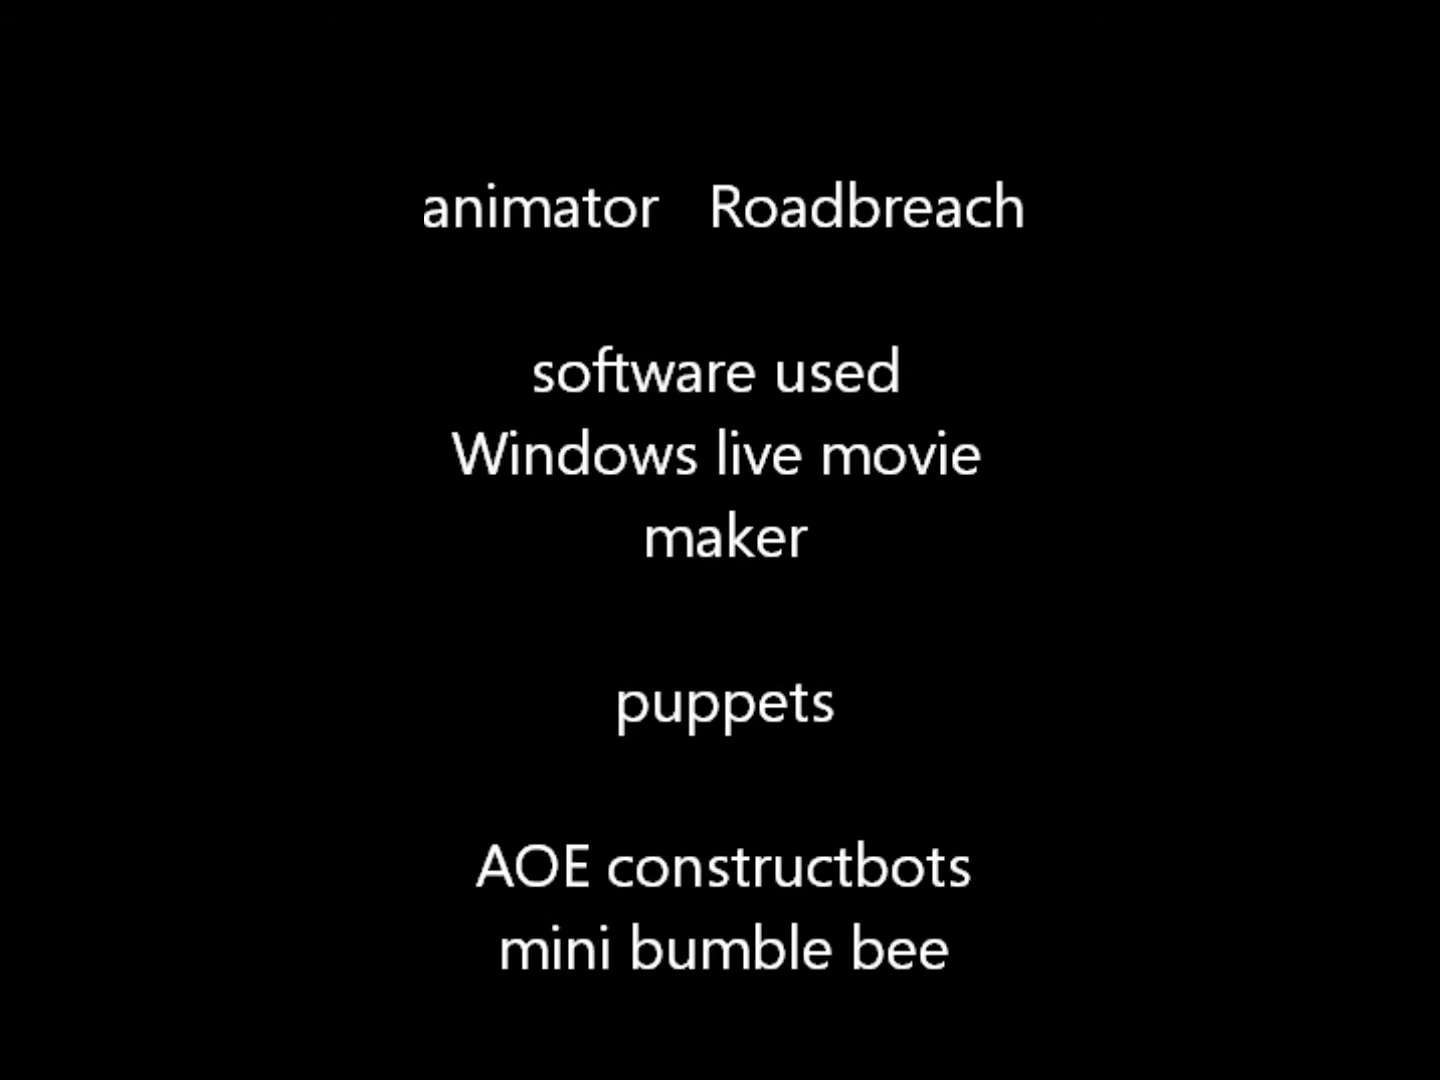 animator Roadbreach
software used
Windows live movie
maker
puppets
AOE constructbots
mini bumble bee